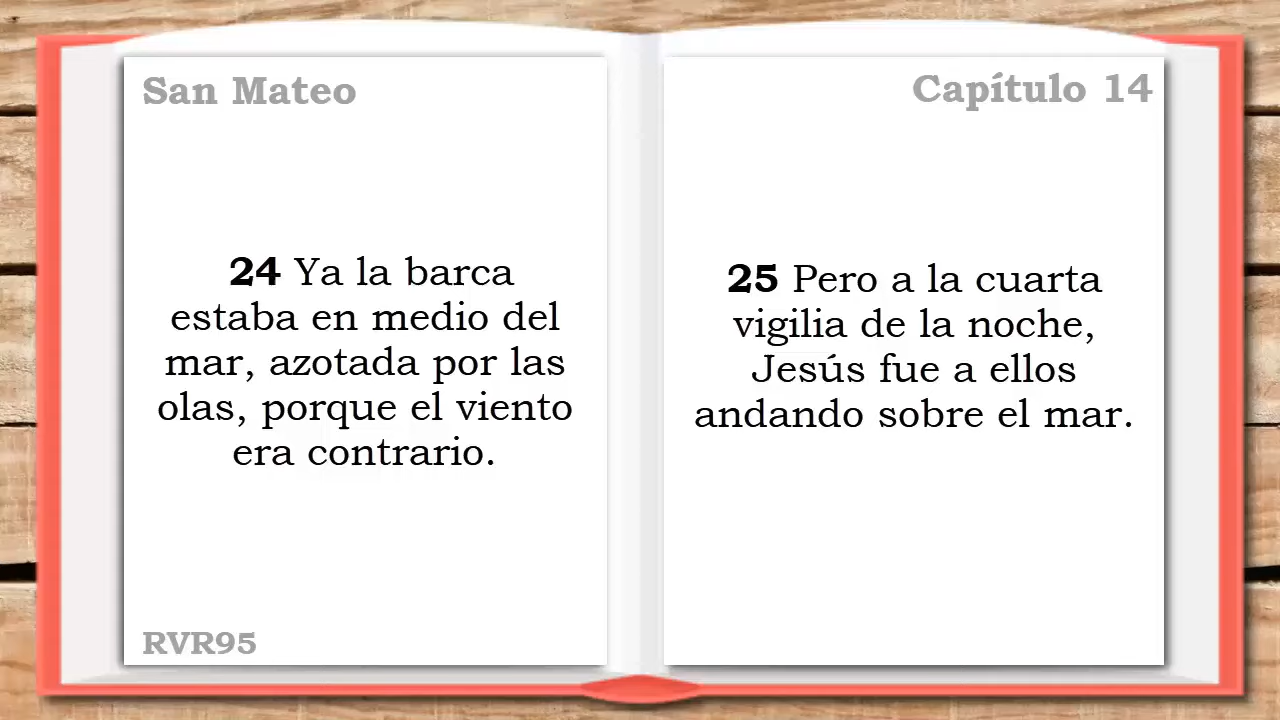 San Mateo
24 Ya la barca
estaba en medio del
mar, azotada por las
olas, porque el viento
era contrario.
RVR95
Capítulo 14
25 Pero a la cuarta
vigilia de la noche,
Jesús fue a ellos
andando sobre el mar.